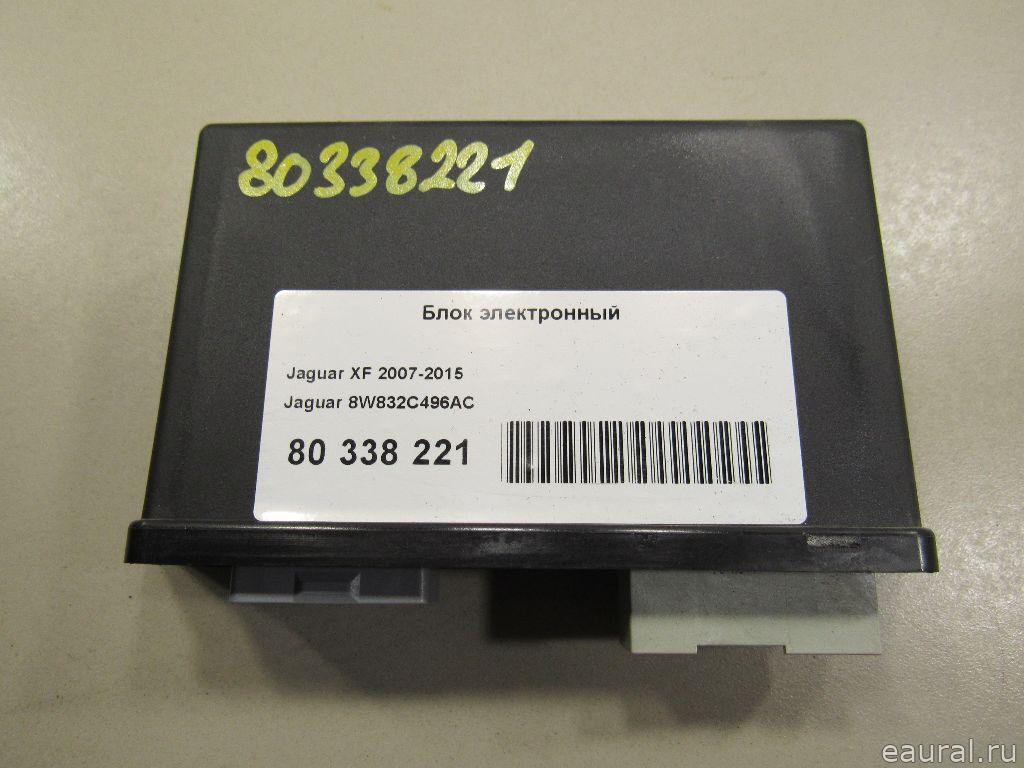 80338221
Блок электронный
Jaguar XF 2007-2015
Jaguar 8W832C496AC
80 338 221
eaural.ru